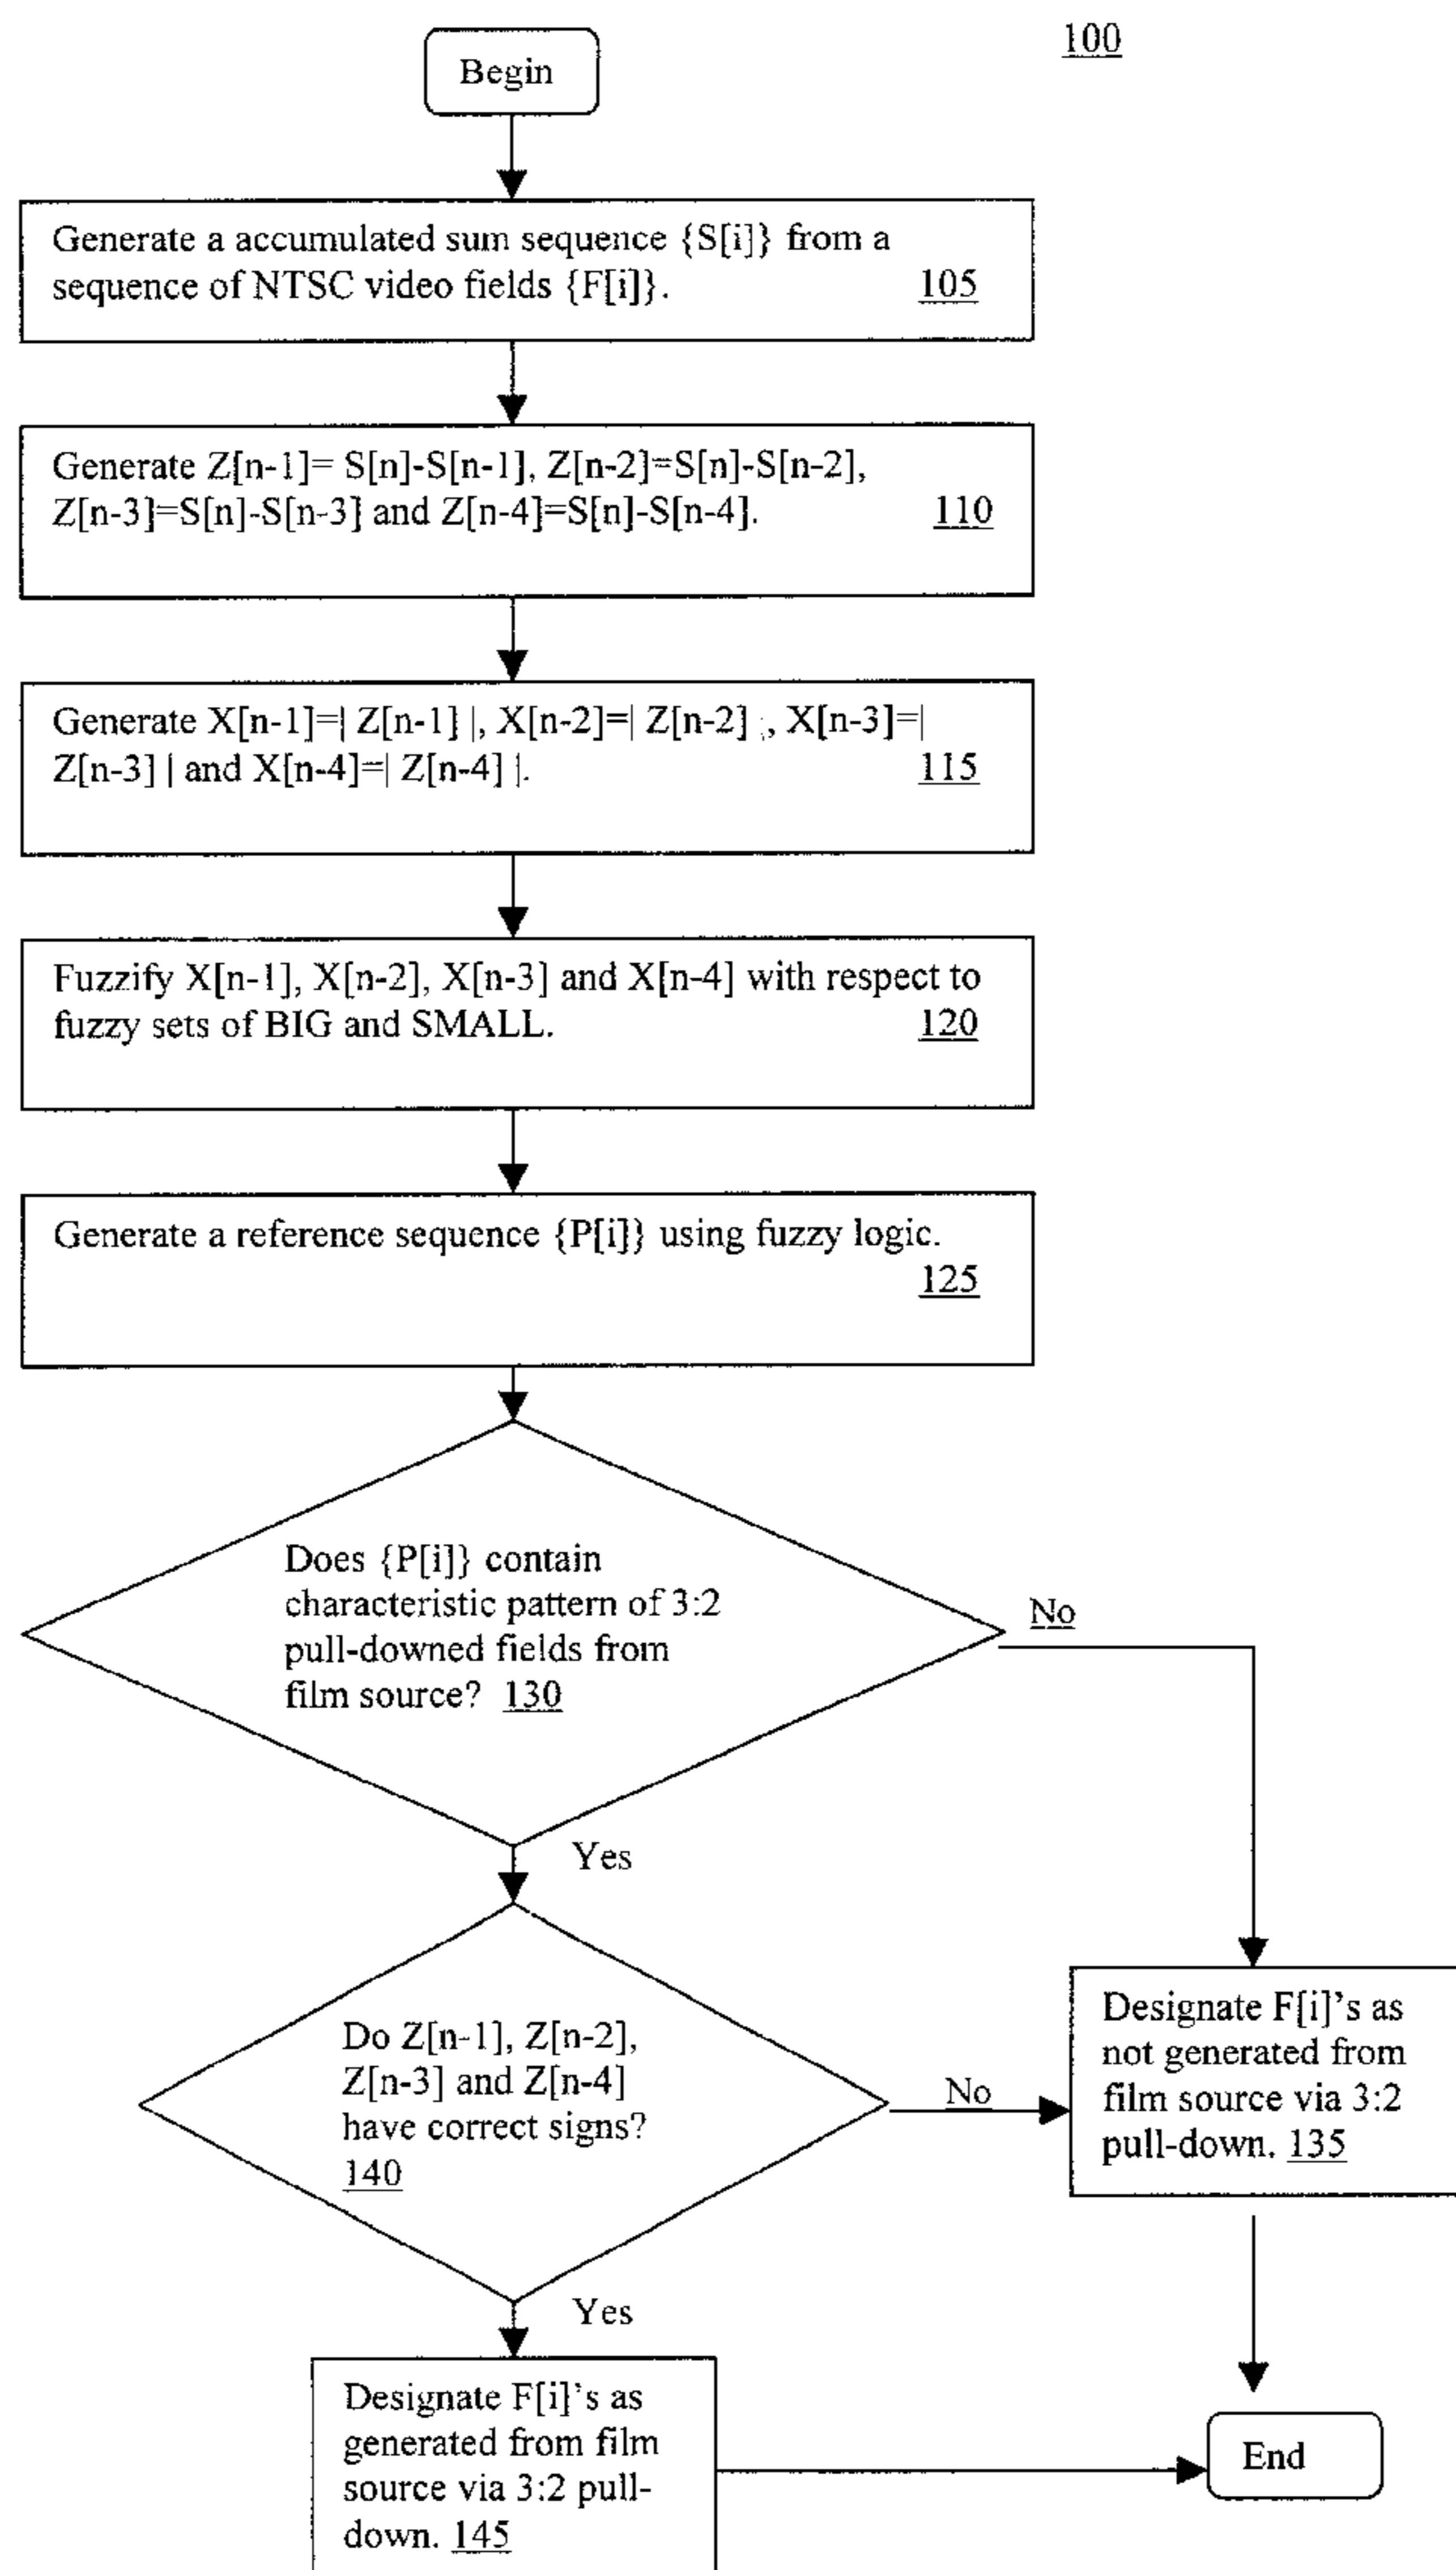 100
Begin
Generate a accumulated sum sequence {S[i]} from a
sequence of NTSC video fields {F[i]}. 105
Generate Z[n-1]= S[n]-S[n-1], Z[n-2]=S[n]-S[n-2],
Z[n-3]=S[n]-S[n-3] and Z[n-4]=S[n]-S[n-4]. 110
Generate X[n-1]=| Z[n-1] |, X[n-2]=| Z[n-2] |, X[n-3]=|
Z[n-3] | and X[n-4]=| Z[n-4] |. 115
Fuzzify X[n-1], X[n-2], X[n-3] and X[n-4] with respect to
fuzzy sets of BIG and SMALL. 120
Generate a reference sequence {P[i]} using fuzzy logic.
125
Does {P[i]} contain
characteristic pattern of 3:2
pull-downed fields from
film source? 130
No
Yes
Do Z[n-1], Z[n-2],
Z[n-3] and Z[n-4]
have correct signs?
140
No
Designate F[i]'s as
not generated from
film source via 3:2
pull-down. 135
Yes
Designate F[i]'s as
generated from film
source via 3:2 pull-
down. 145
End